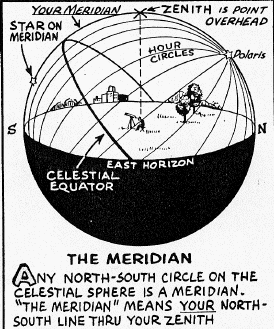 YOUR MERIDIAN
ZENITH IS POINT OVERHEAD
STAR ON MERIDIAN
HOUR CIRCLES
Polaris
S
N
EAST HORIZON
CELESTIAL EQUATOR
THE MERIDIAN
ANY NORTH-SOUTH CIRCLE ON THE
CELESTIAL SPHERE IS A MERIDIAN.
"THE MERIDIAN" MEANS YOUR NORTH-
SOUTH LINE THRU YOUR ZENITH